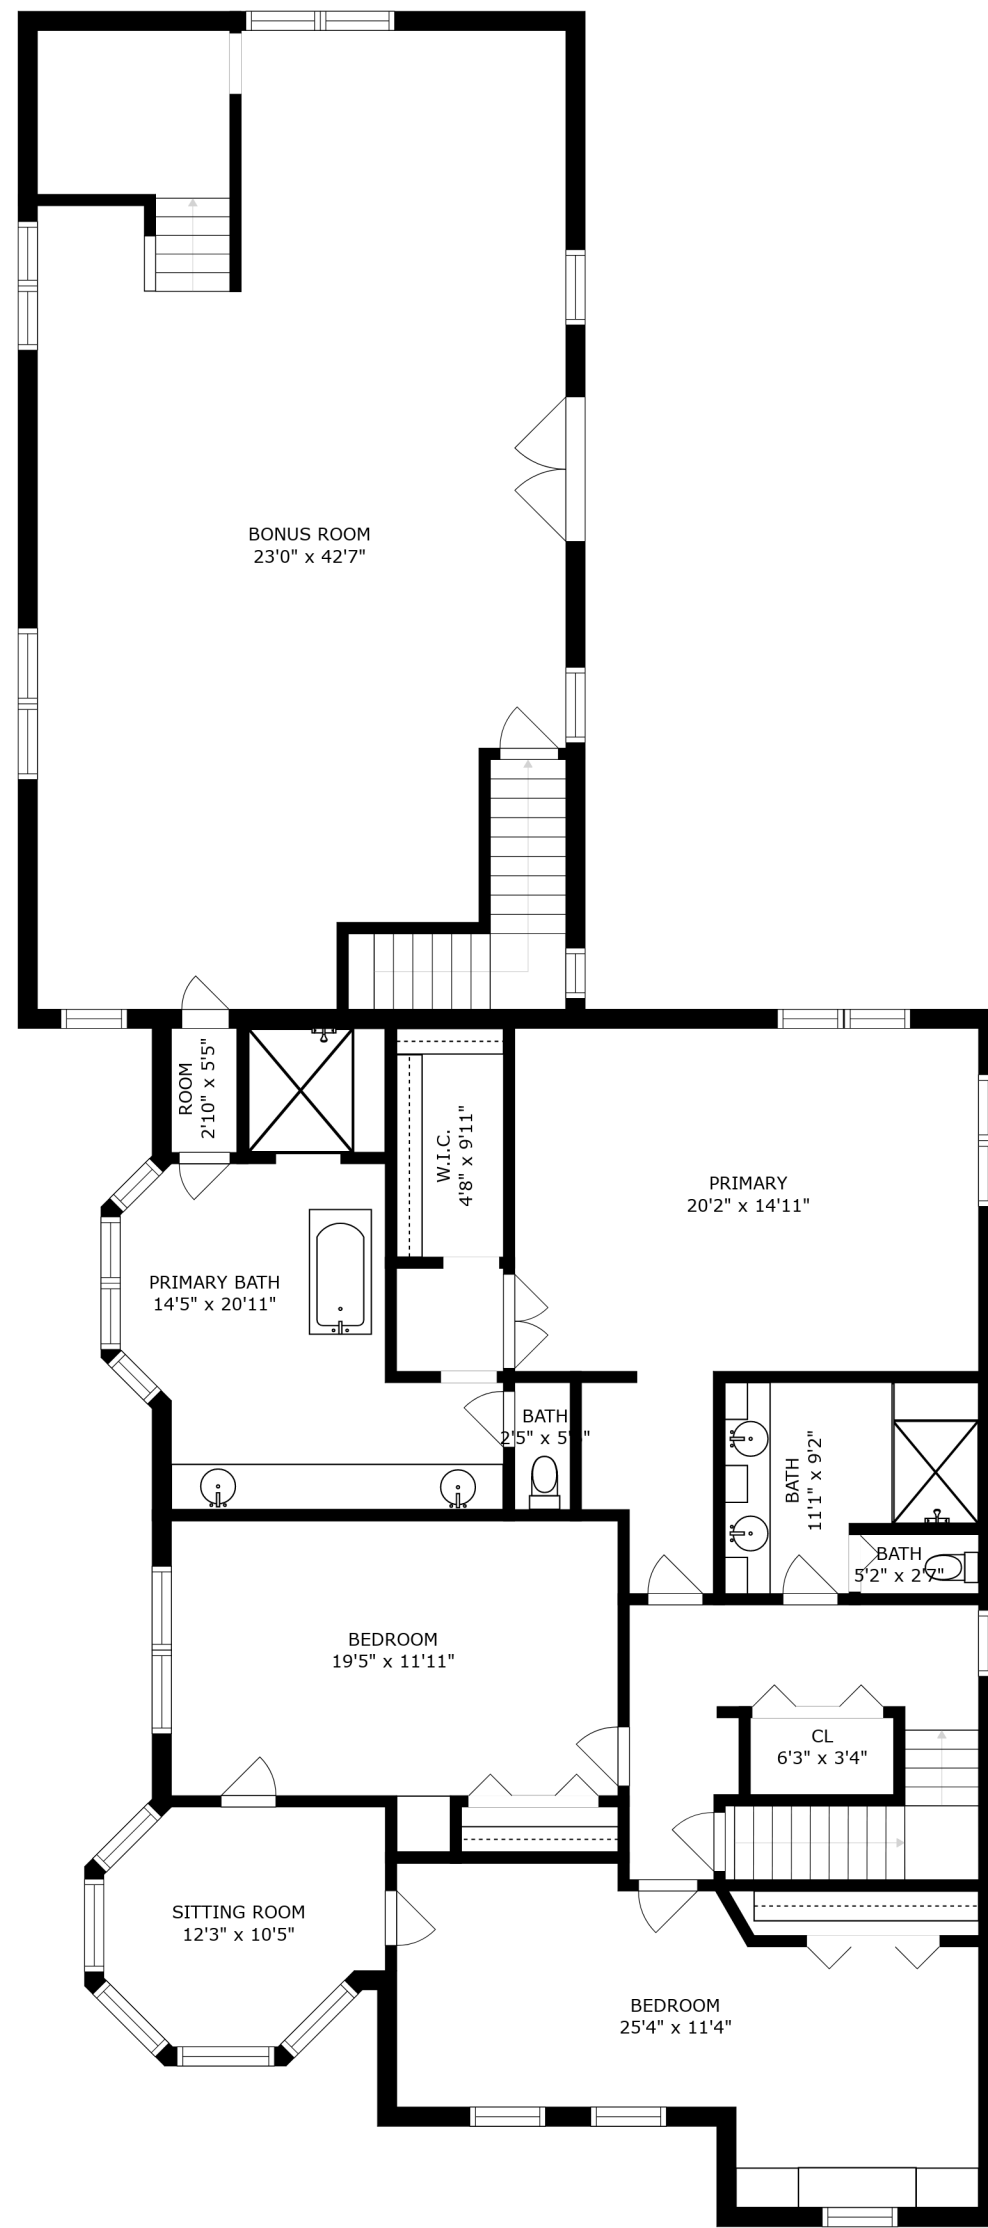 BONUS ROOM
23'0" x 42'7"
ROOM
2'10" x 5'5"
W.I.C.
4'8" x 9'11"
PRIMARY
20'2" x 14'11"
PRIMARY BATH
14'5" x 20'11"
BATH
2'5" x
BATH
11'1" x 9'2"
BATH
5'2" x 2'7"
BEDROOM
19'5" x 11'11"
CL
6'3" x 3'4"
SITTING ROOM
12'3" x 10'5"
BEDROOM
25'4" x 11'4"